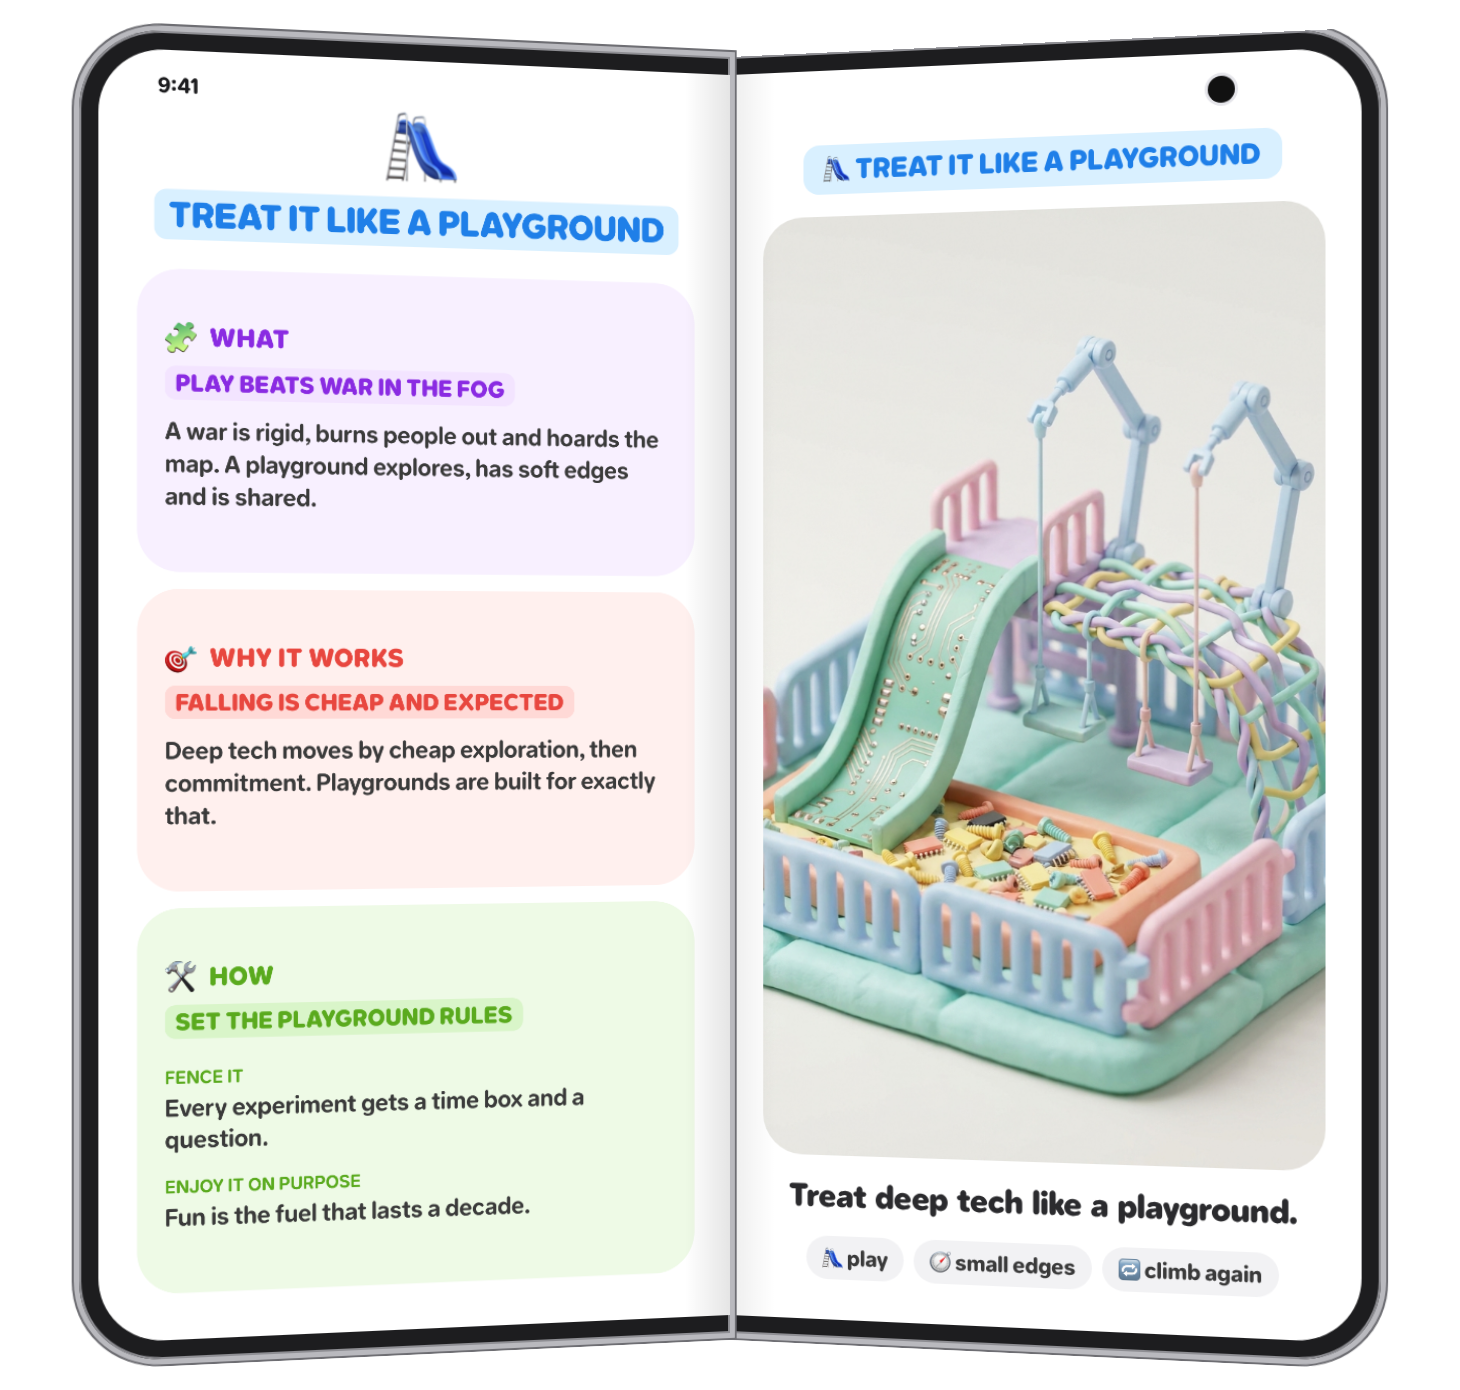 9:41
TREAT IT LIKE A PLAYGROUND
WHAT
PLAY BEATS WAR IN THE FOG
A war is rigid, burns people out and hoards the
map. A playground explores, has soft edges
and is shared.
WHY IT WORKS
FALLING IS CHEAP AND EXPECTED
Deep tech moves by cheap exploration, then
commitment. Playgrounds are built for exactly
that.
HOW
SET THE PLAYGROUND RULES
FENCE IT
Every experiment gets a time box and a
question.
ENJOY IT ON PURPOSE
Fun is the fuel that lasts a decade.
TREAT IT LIKE A PLAYGROUND
Treat deep tech like a playground.
play
small edges
climb again